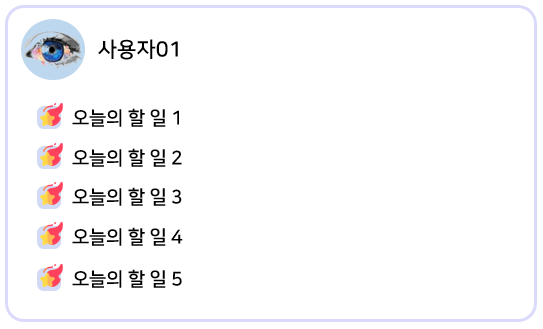 사용자01
오늘의 할 일 1
오늘의 할 일 2
오늘의 할 일 3
오늘의 할 일 4
오늘의 할 일 5